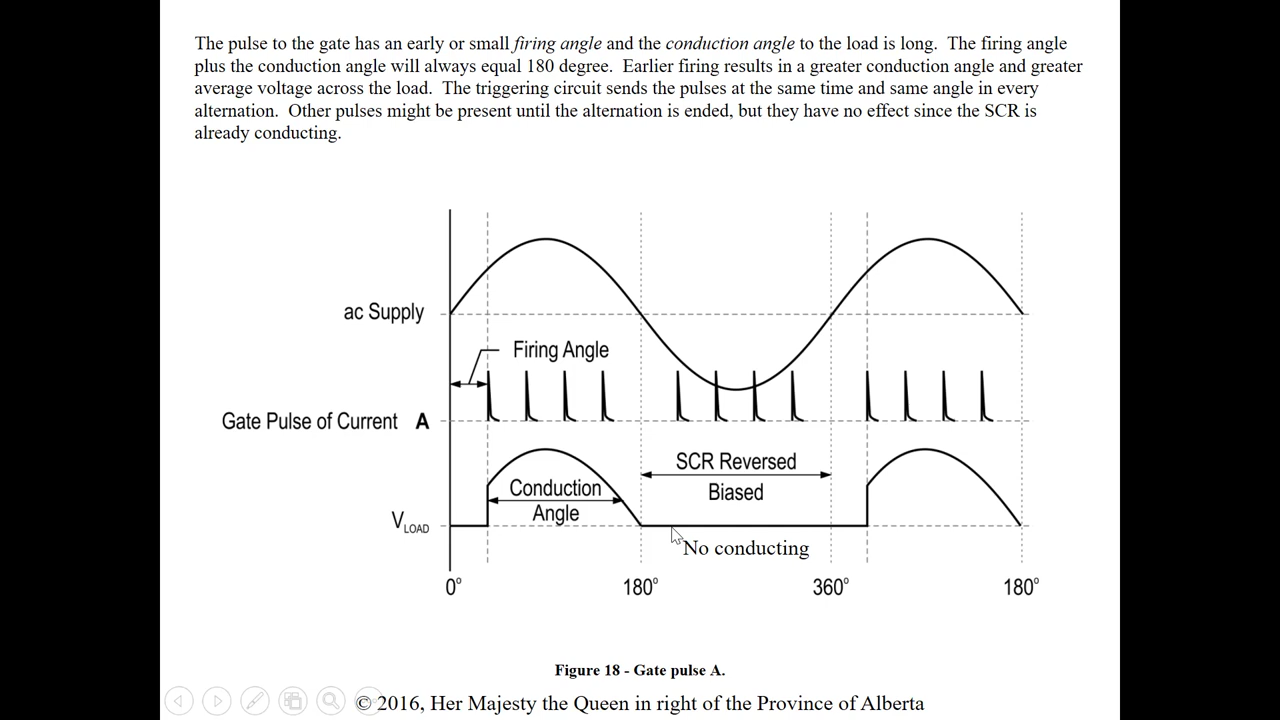 The pulse to the gate has an early or small firing angle and the conduction angle to the load is long.  The firing angle
plus the conduction angle will always equal 180 degree.  Earlier firing results in a greater conduction angle and greater
average voltage across the load.  The triggering circuit sends the pulses at the same time and same angle in every
alternation.  Other pulses might be present until the alternation is ended, but they have no effect since the SCR is
already conducting.
ac Supply
Firing Angle
Gate Pulse of Current A
SCR Reversed
Biased
Conduction
Angle
VLOAD
No conducting
0° 180° 360° 180°
Figure 18 - Gate pulse A.
© 2016, Her Majesty the Queen in right of the Province of Alberta